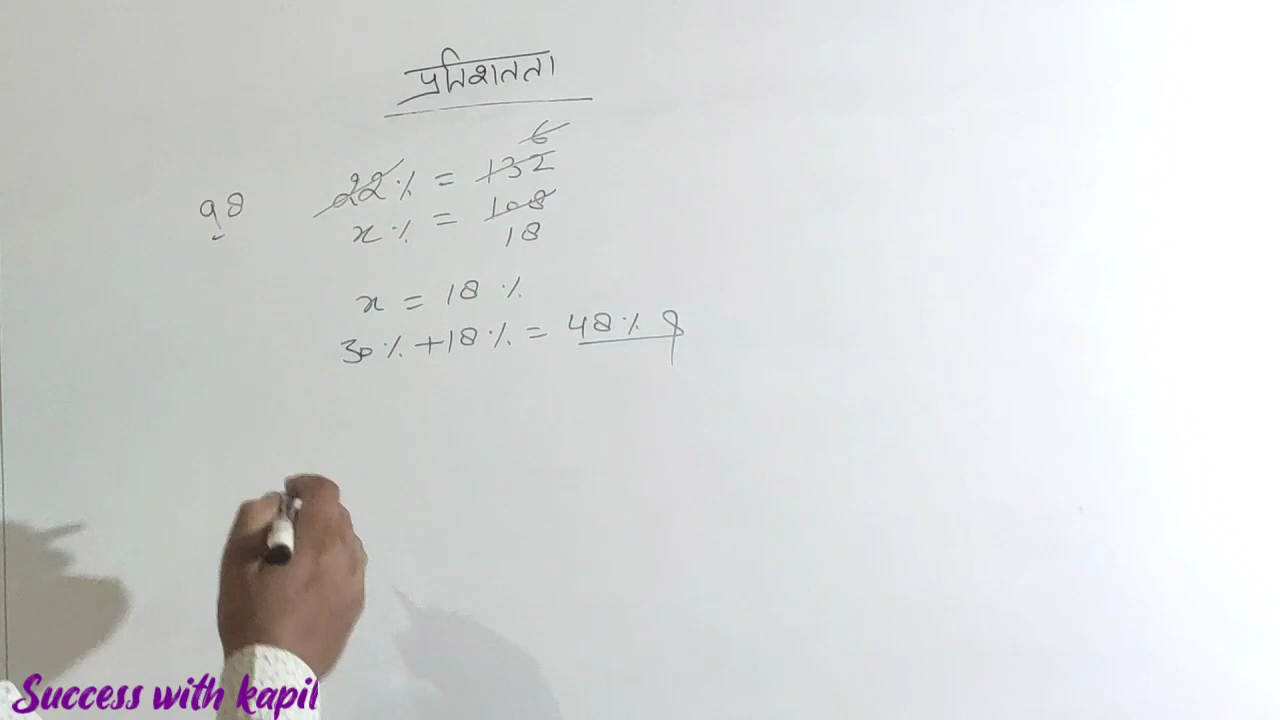 प्रतिशतता
6
22% = 132
98
x% = 108
18
x = 18%
30% + 18% = 48%
Success with kapil